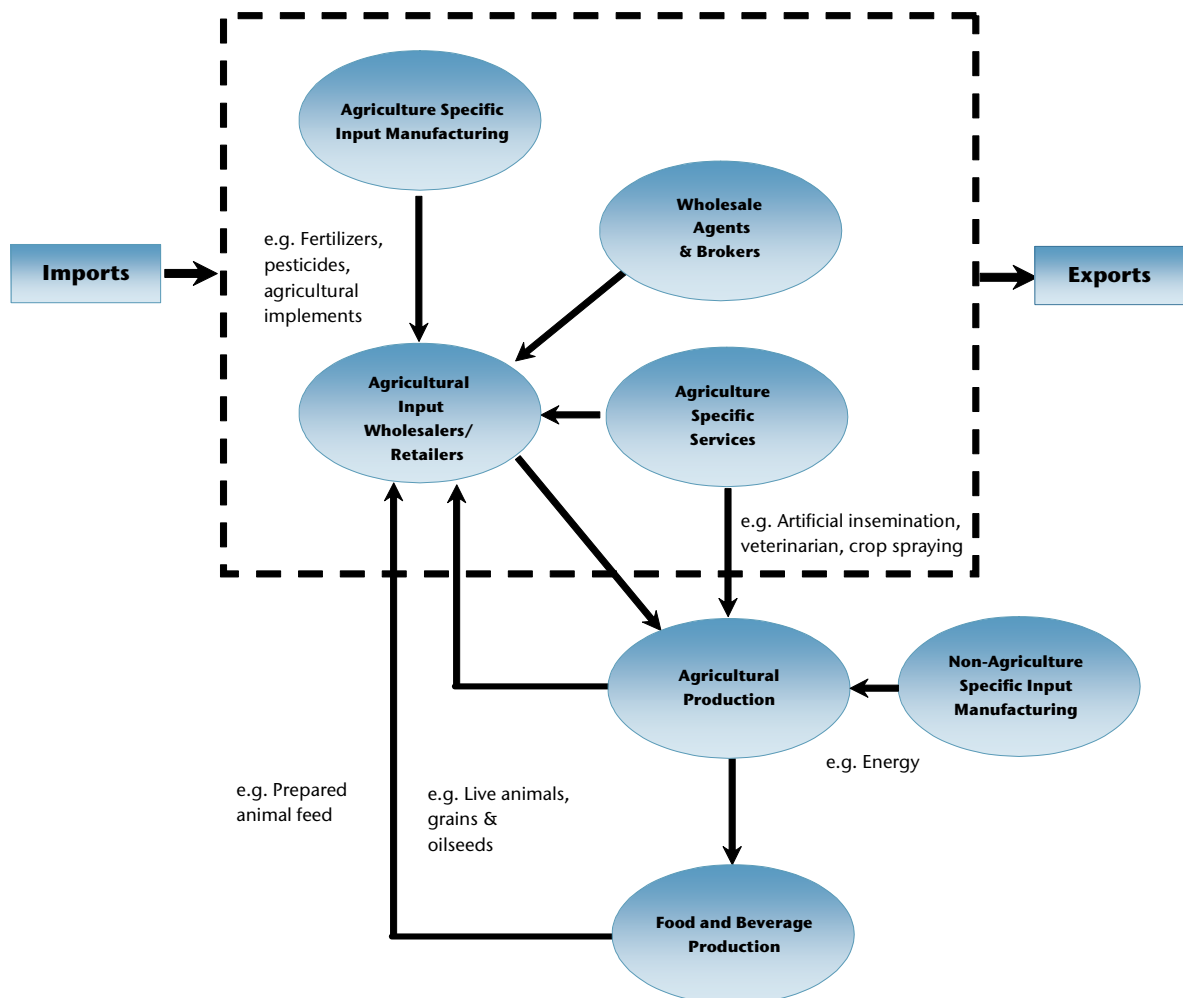 Agriculture Specific
Input Manufacturing
Wholesale
Agents
& Brokers
e.g. Fertilizers,
pesticides,
agricultural
implements
Imports
Exports
Agricultural
Input
Wholesalers/
Retailers
Agriculture
Specific
Services
e.g. Artificial insemination,
veterinarian, crop spraying
Agricultural
Production
Non-Agriculture
Specific Input
Manufacturing
e.g. Energy
e.g. Prepared
animal feed
e.g. Live animals,
grains &
oilseeds
Food and Beverage
Production